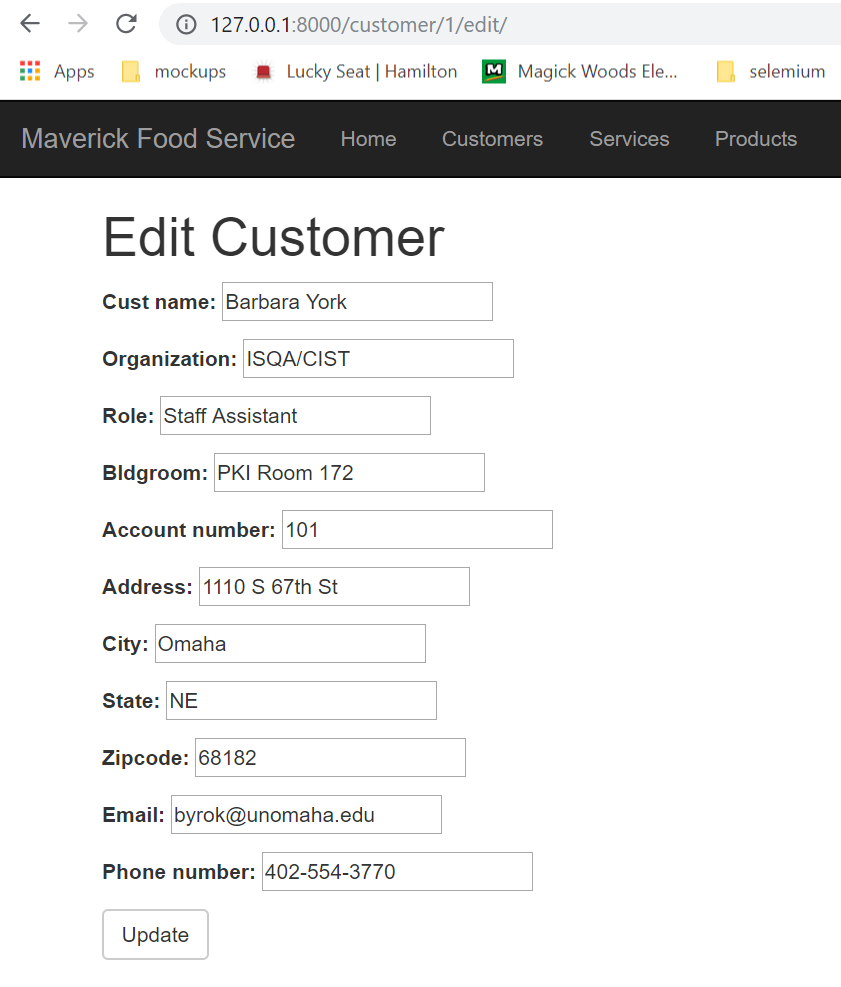 127.0.0.1:8000/customer/1/edit/
Apps mockups Lucky Seat | Hamilton Magick Woods Ele... selemium
Maverick Food Service Home Customers Services Products
Edit Customer
Cust name: Barbara York
Organization: ISQA/CIST
Role: Staff Assistant
Bldgroom: PKI Room 172
Account number: 101
Address: 1110 S 67th St
City: Omaha
State: NE
Zipcode: 68182
Email: byrok@unomaha.edu
Phone number: 402-554-3770
Update